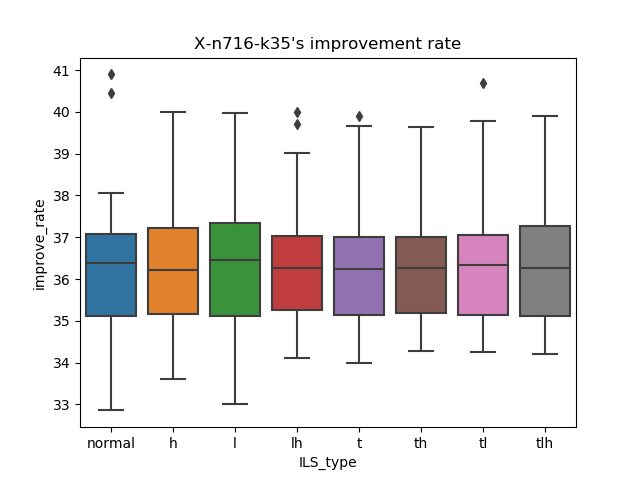 X-n716-k35's improvement rate
41
40
39
38
37
36
35
34
33
improve_rate
normal h l lh t th tl tlh
ILS_type